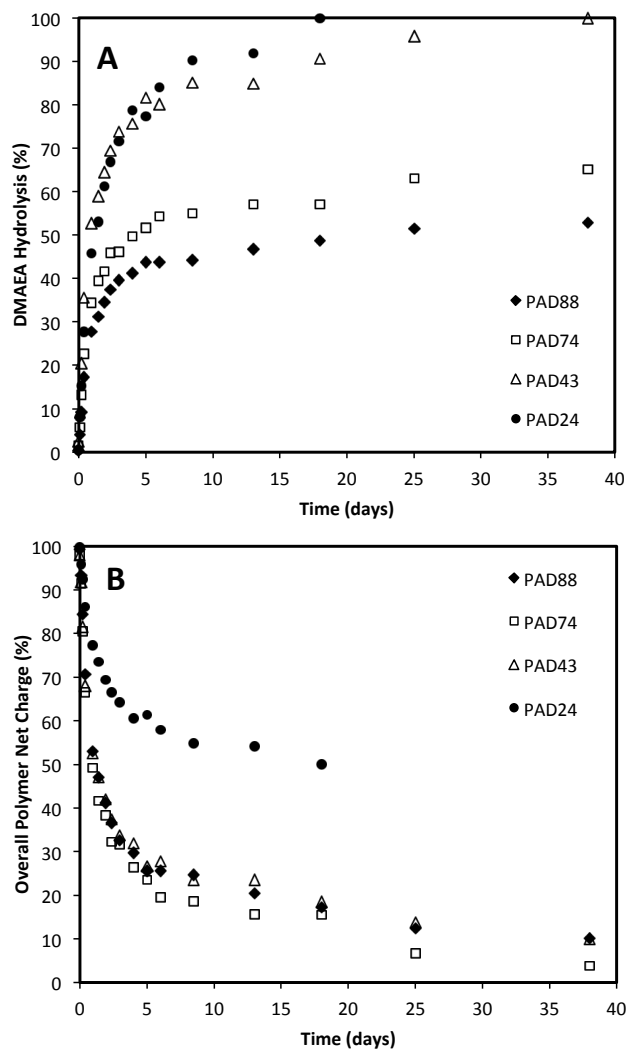 A
DMAEA Hydrolysis (%)
100
90
80
70
60
50
40
30
20
10
0
PAD88
PAD74
PAD43
PAD24
0 5 10 15 20 25 30 35 40
Time (days)
B
Overall Polymer Net Charge (%)
100
90
80
70
60
50
40
30
20
10
0
PAD88
PAD74
PAD43
PAD24
0 5 10 15 20 25 30 35 40
Time (days)